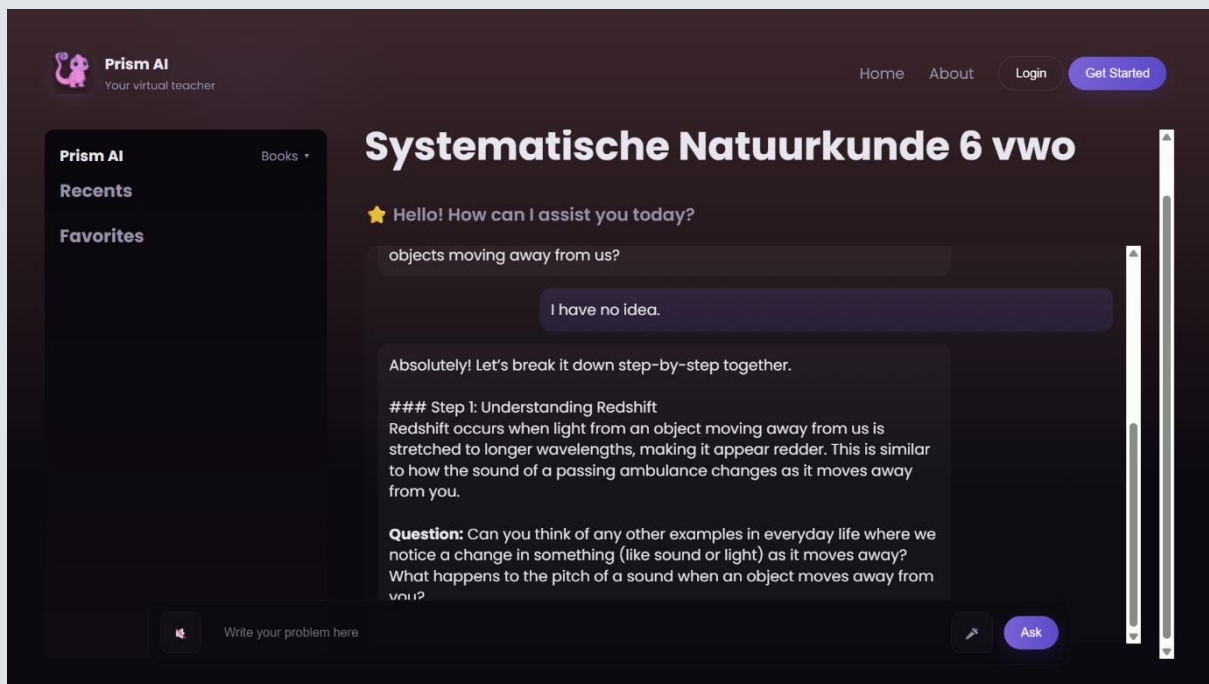 Prism AI
Your virtual teacher
Home
About
Login
Get Started
Prism AI
Books
Recents
Favorites
Systematische Natuurkunde 6 vwo
Hello! How can I assist you today?
objects moving away from us?
I have no idea.
Absolutely! Let's break it down step-by-step together.
### Step 1: Understanding Redshift
Redshift occurs when light from an object moving away from us is
stretched to longer wavelengths, making it appear redder. This is similar
to how the sound of a passing ambulance changes as it moves away
from you.
Question: Can you think of any other examples in everyday life where we
notice a change in something (like sound or light) as it moves away?
What happens to the pitch of a sound when an object moves away from
you?
Write your problem here
Ask